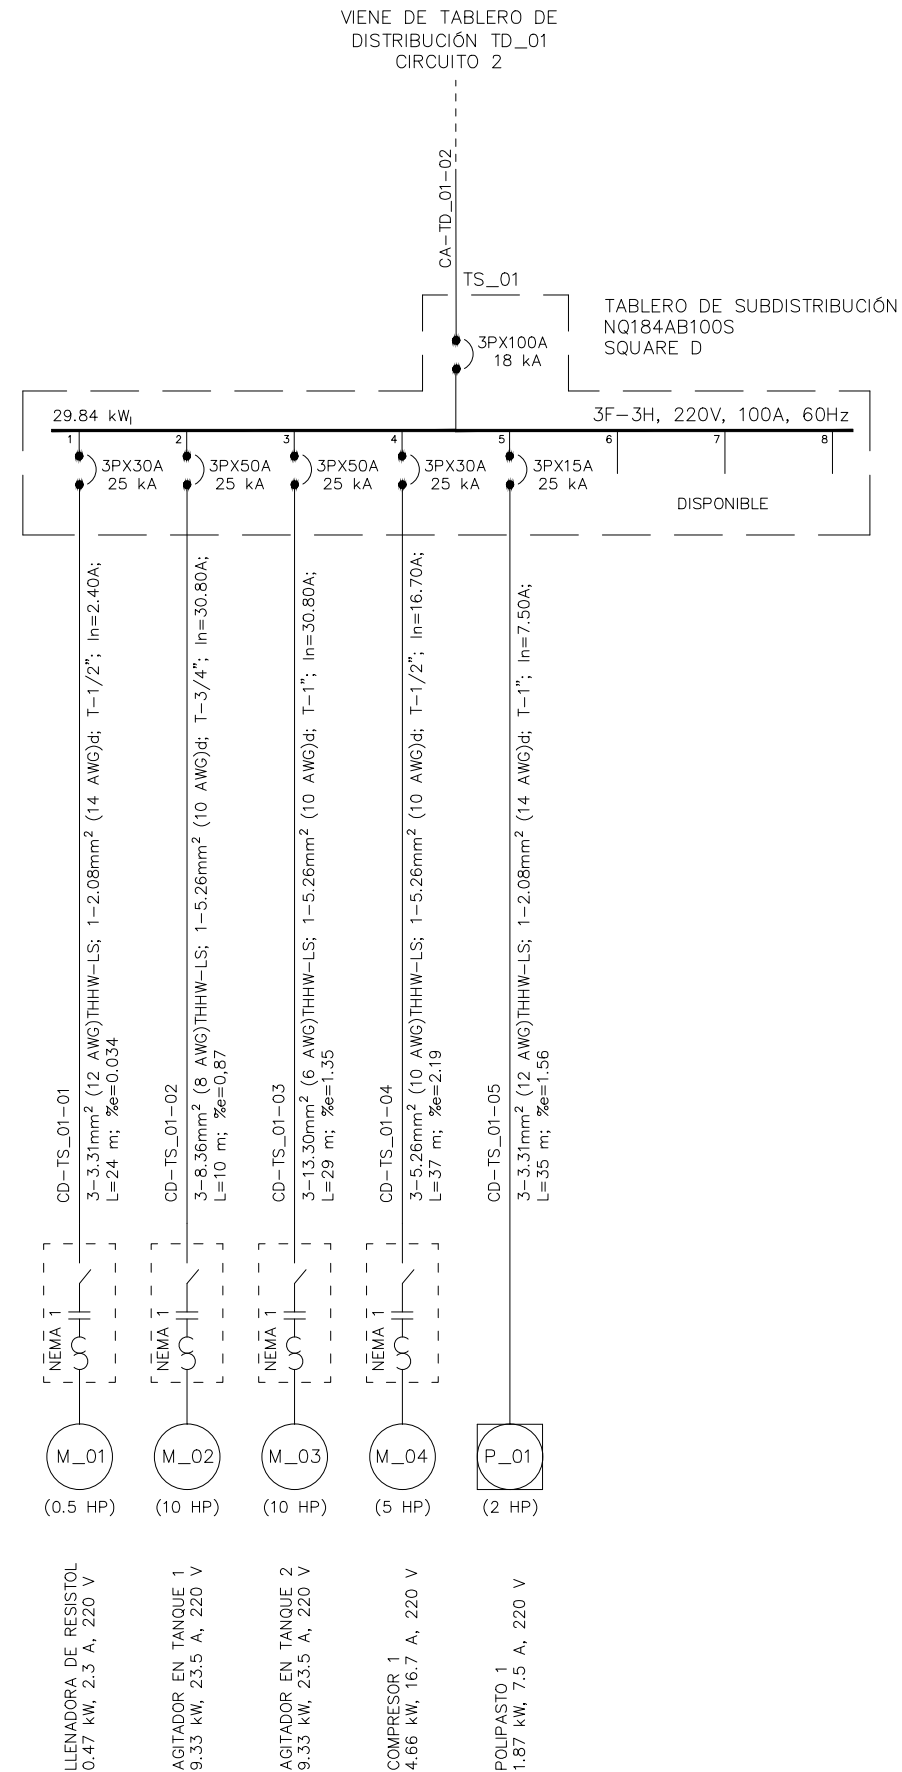 VIENE DE TABLERO DE
DISTRIBUCIÓN TD_01
CIRCUITO 2
CA-TD_01-02
TS_01
TABLERO DE SUBDISTRIBUCIÓN
NQ184AB100S
SQUARE D
3PX100A
18 kA
29.84 kW
3F-3H, 220V, 100A, 60Hz
1
2
3
4
5
6
7
8
3PX30A
25 kA
3PX50A
25 kA
3PX50A
25 kA
3PX30A
25 kA
3PX15A
25 kA
DISPONIBLE
CD-TS_01-01
3-3.31mm² (12 AWG)THHW-LS; 1-2.08mm² (14 AWG)d; T-1/2"; In=2.40A;
L=24 m; %e=0.034
CD-TS_01-02
3-8.36mm² (8 AWG)THHW-LS; 1-5.26mm² (10 AWG)d; T-3/4"; In=30.80A;
L=10 m; %e=0,87
CD-TS_01-03
3-13.30mm² (6 AWG)THHW-LS; 1-5.26mm² (10 AWG)d; T-1"; In=30.80A;
L=29 m; %e=1.35
CD-TS_01-04
3-5.26mm² (10 AWG)THHW-LS; 1-5.26mm² (10 AWG)d; T-1/2"; In=16.70A;
L=37 m; %e=2.19
CD-TS_01-05
3-3.31mm² (12 AWG)THHW-LS; 1-2.08mm² (14 AWG)d; T-1"; In=7.50A;
L=35 m; %e=1.56
NEMA 1
NEMA 1
NEMA 1
NEMA 1
M_01
M_02
M_03
M_04
P_01
(0.5 HP)
(10 HP)
(10 HP)
(5 HP)
(2 HP)
LLENADORA DE RESISTOL
0.47 kW, 2.3 A, 220 V
AGITADOR EN TANQUE 1
9.33 kW, 23.5 A, 220 V
AGITADOR EN TANQUE 2
9.33 kW, 23.5 A, 220 V
COMPRESOR 1
4.66 kW, 16.7 A, 220 V
POLIPASTO 1
1.87 kW, 7.5 A, 220 V